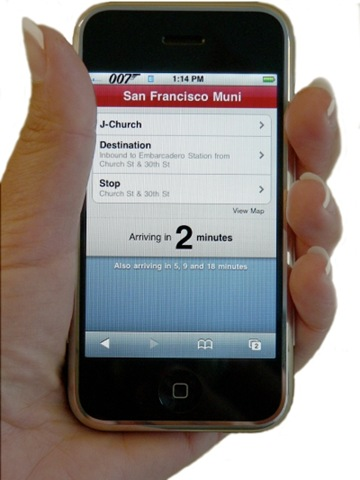 007 1:14 PM
San Francisco Muni
J-Church
Destination
Inbound to Embarcadero Station from
Church St & 30th St
Stop
Church St & 30th St
View Map
Arriving in 2 minutes
Also arriving in 5, 9 and 18 minutes
2